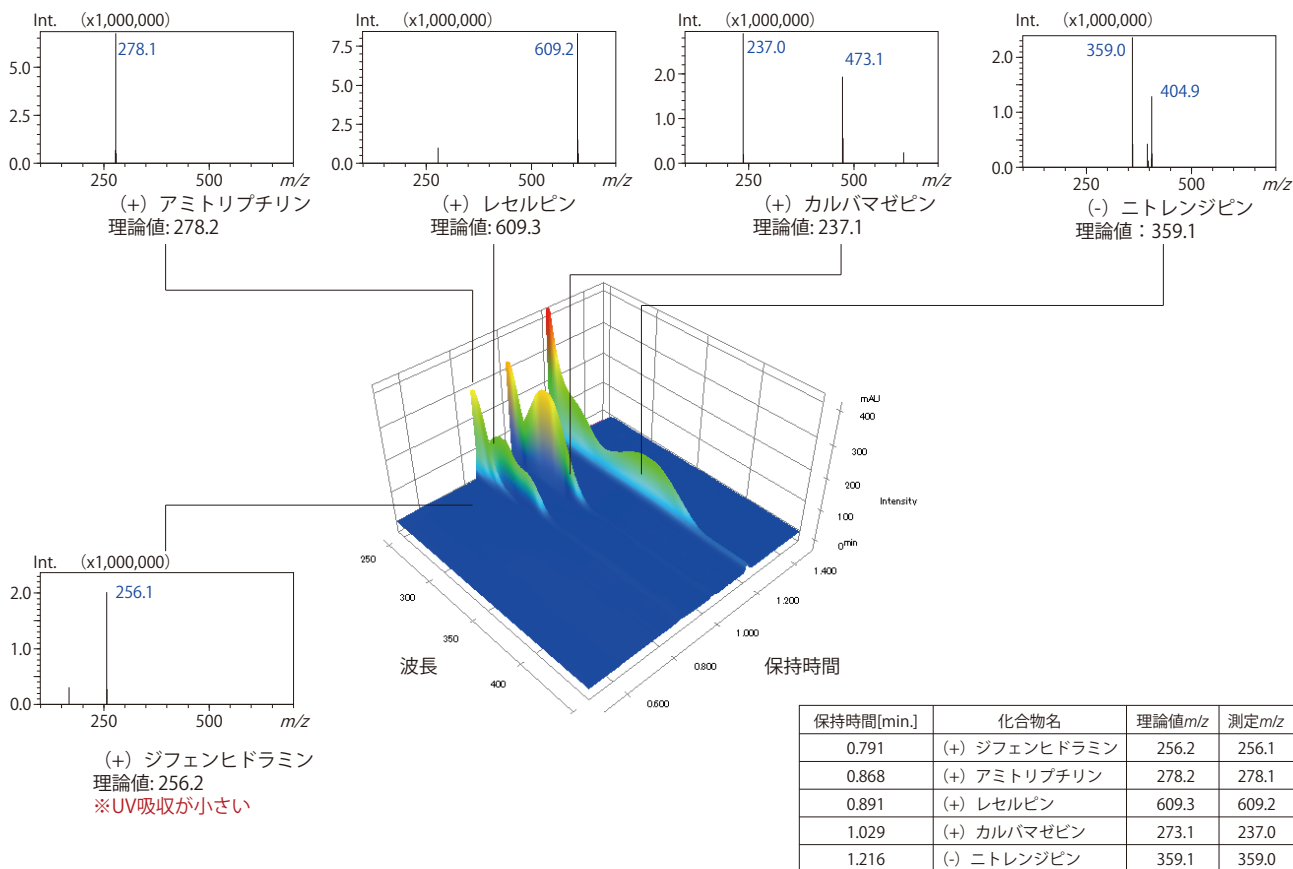 Int. (x1,000,000)
278.1
5.0
2.5
0.0
250
500
m/z
(+) アミトリプチリン
理論値: 278.2
Int. (x1,000,000)
7.5
609.2
5.0
2.5
0.0
250
500
m/z
(+) レセルピン
理論値: 609.3
Int. (x1,000,000)
237.0
473.1
2.0
1.0
0.0
250
500
m/z
(+) カルバマゼピン
理論値: 237.1
Int. (x1,000,000)
359.0
404.9
2.0
1.0
0.0
250
500
m/z
(-) ニトレンジピン
理論値：359.1
mAU
400
300
200
Intensity
100
0
min
1.400
1.200
1.000
0.800
0.600
保持時間
250
300
350
400
波長
Int. (x1,000,000)
256.1
2.0
1.0
0.0
250
500
m/z
(+) ジフェンヒドラミン
理論値: 256.2
※UV吸収が小さい
保持時間[min.] 化合物名 理論値m/z 測定m/z
0.791 (+) ジフェンヒドラミン 256.2 256.1
0.868 (+) アミトリプチリン 278.2 278.1
0.891 (+) レセルピン 609.3 609.2
1.029 (+) カルバマゼピン 273.1 237.0
1.216 (-) ニトレンジピン 359.1 359.0